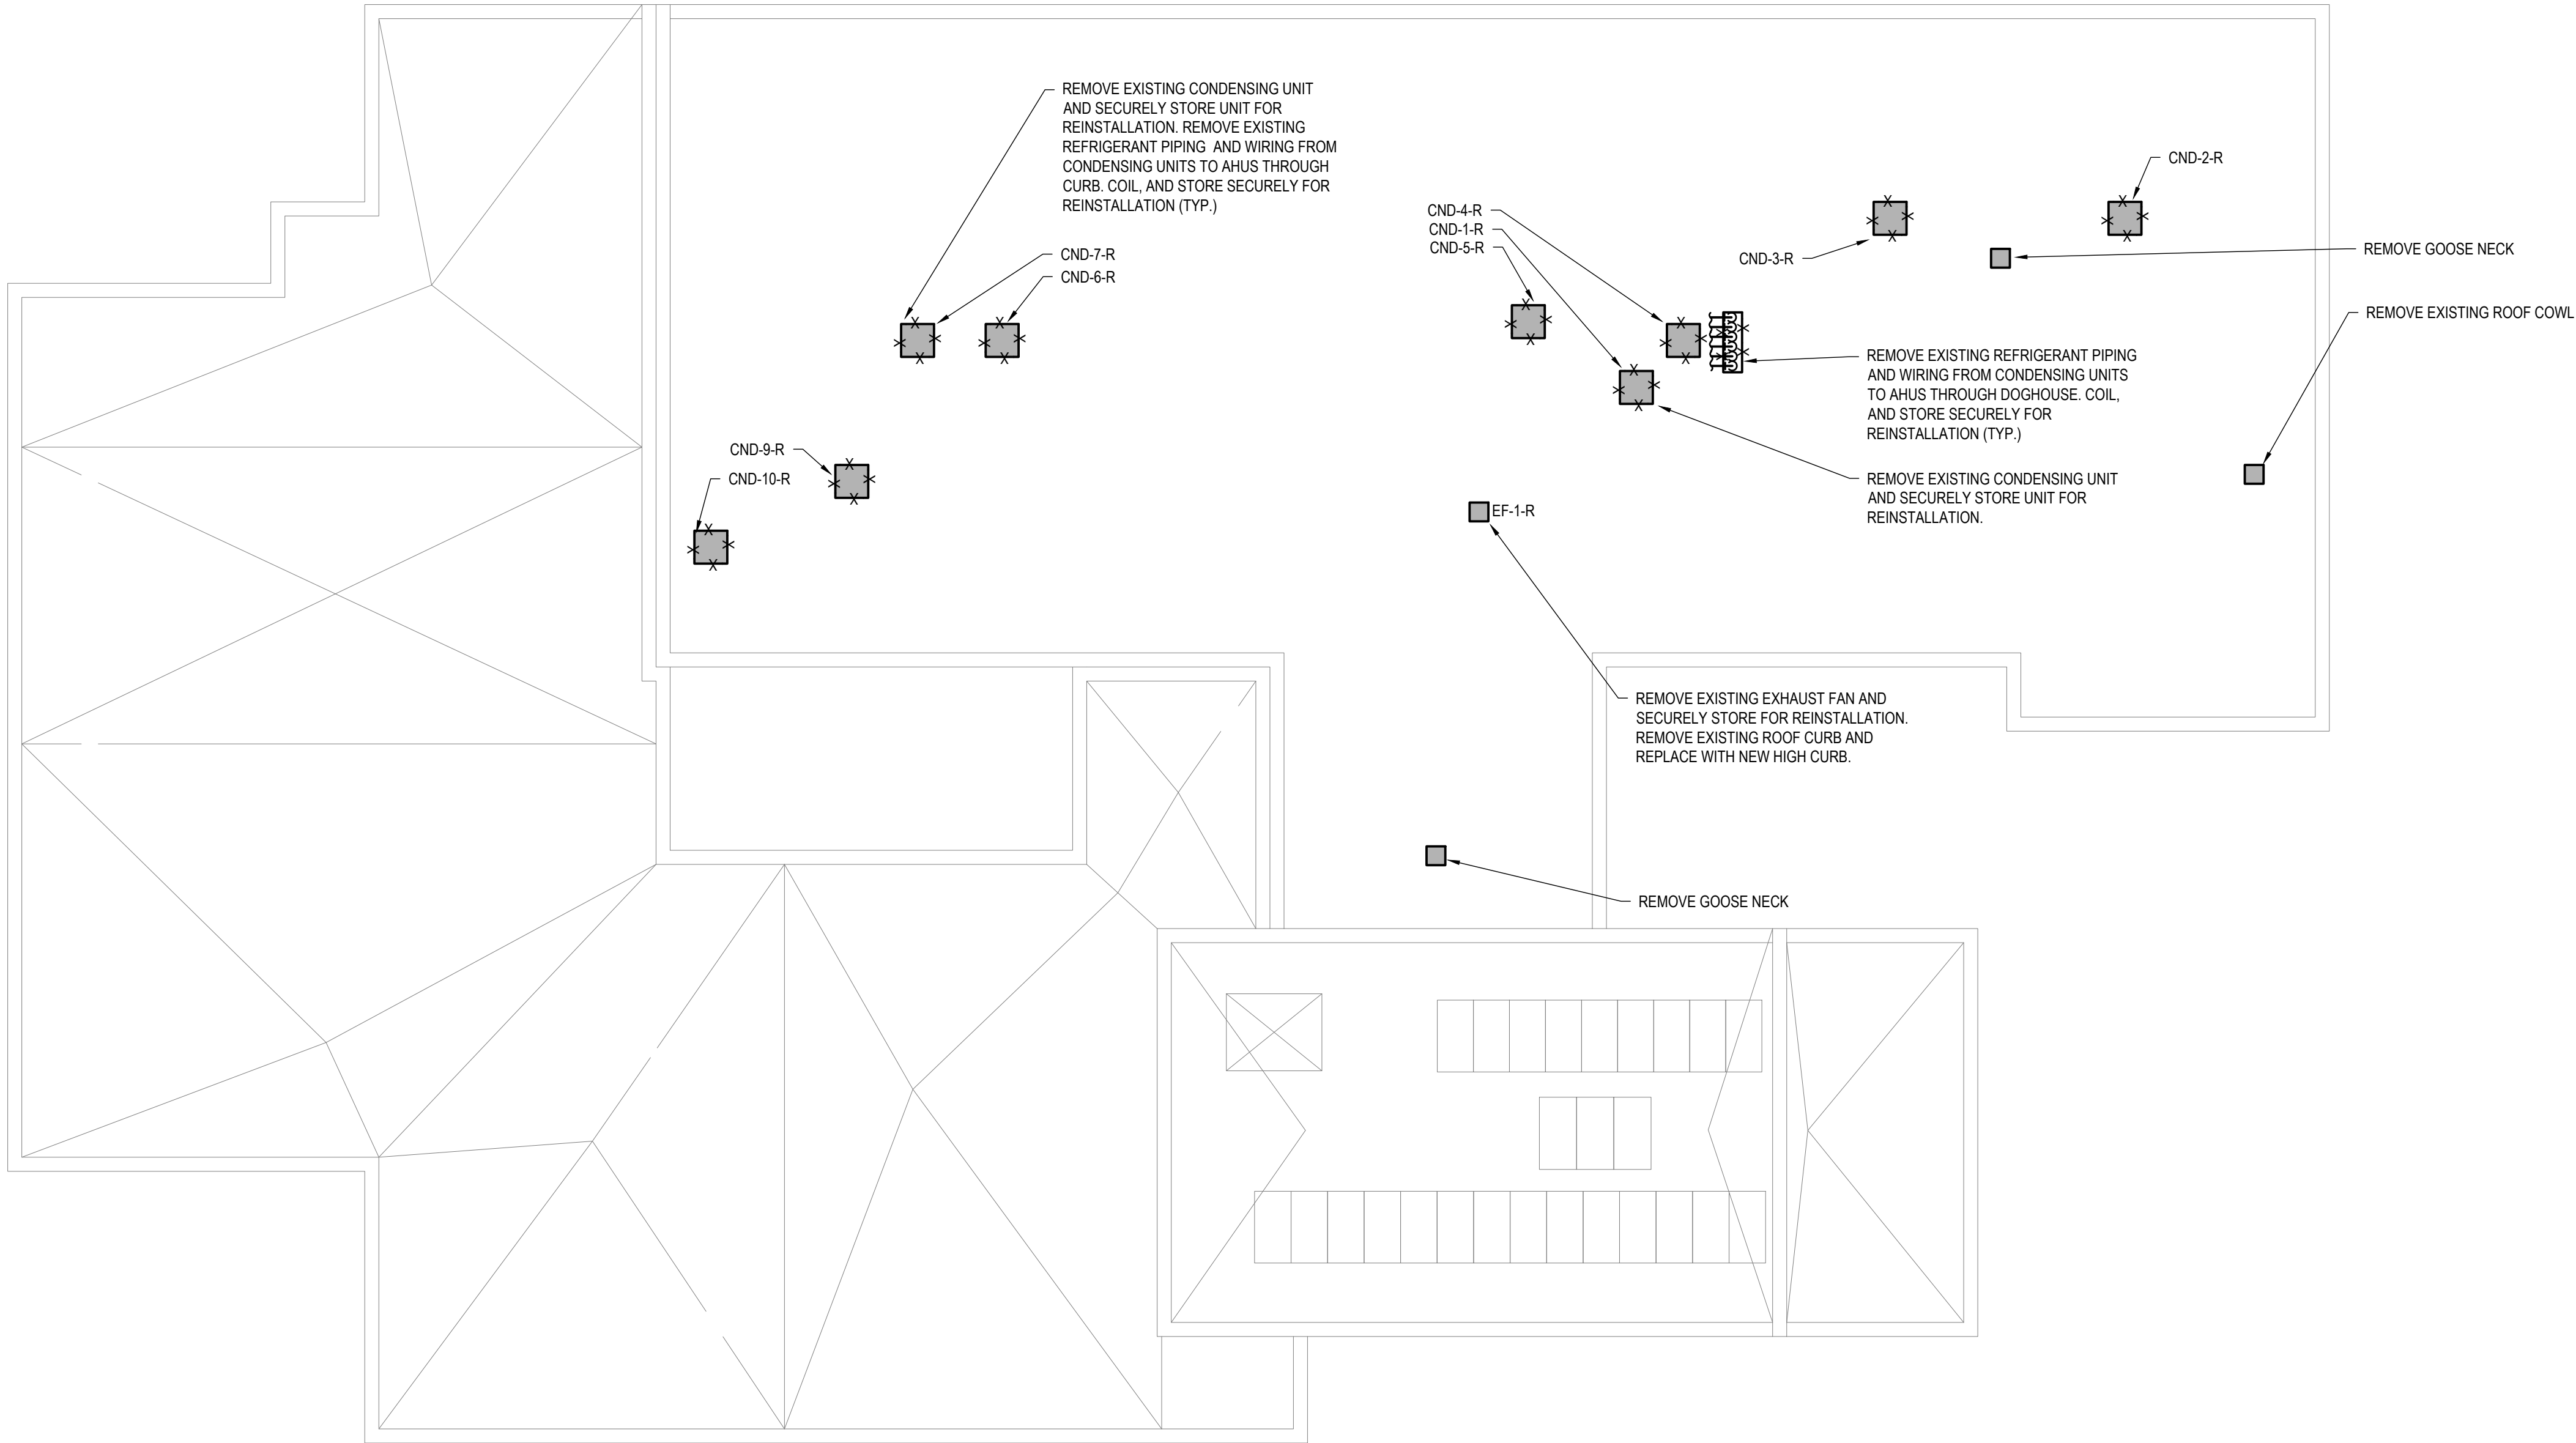 REMOVE EXISTING CONDENSING UNIT
AND SECURELY STORE UNIT FOR
REINSTALLATION. REMOVE EXISTING
REFRIGERANT PIPING AND WIRING FROM
CONDENSING UNITS TO AHUS THROUGH
CURB. COIL, AND STORE SECURELY FOR
REINSTALLATION (TYP.)
CND-7-R
CND-6-R
CND-4-R
CND-1-R
CND-5-R
CND-2-R
CND-3-R
REMOVE GOOSE NECK
REMOVE EXISTING ROOF COWL
REMOVE EXISTING REFRIGERANT PIPING
AND WIRING FROM CONDENSING UNITS
TO AHUS THROUGH DOGHOUSE. COIL,
AND STORE SECURELY FOR
REINSTALLATION (TYP.)
CND-9-R
CND-10-R
REMOVE EXISTING CONDENSING UNIT
AND SECURELY STORE UNIT FOR
REINSTALLATION.
EF-1-R
REMOVE EXISTING EXHAUST FAN AND
SECURELY STORE FOR REINSTALLATION.
REMOVE EXISTING ROOF CURB AND
REPLACE WITH NEW HIGH CURB.
REMOVE GOOSE NECK